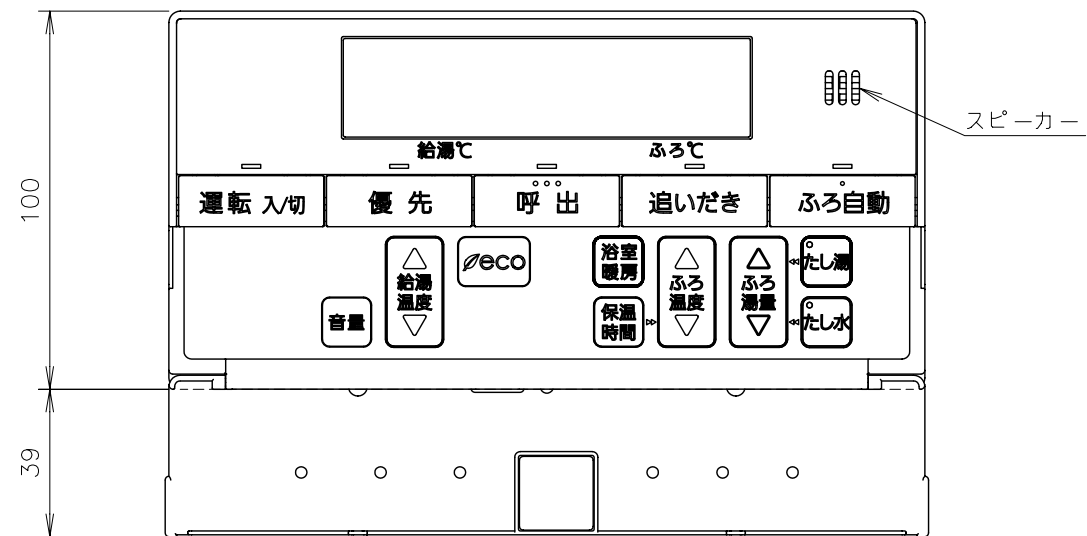 スピーカー
給湯℃
ふろ℃
100
運転 入/切
優先
呼出
追いだき
ふろ自動
給湯
温度
eco
浴室
暖房
ふろ
温度
ふろ
湯量
たし湯
音量
保温
時間
たし水
39